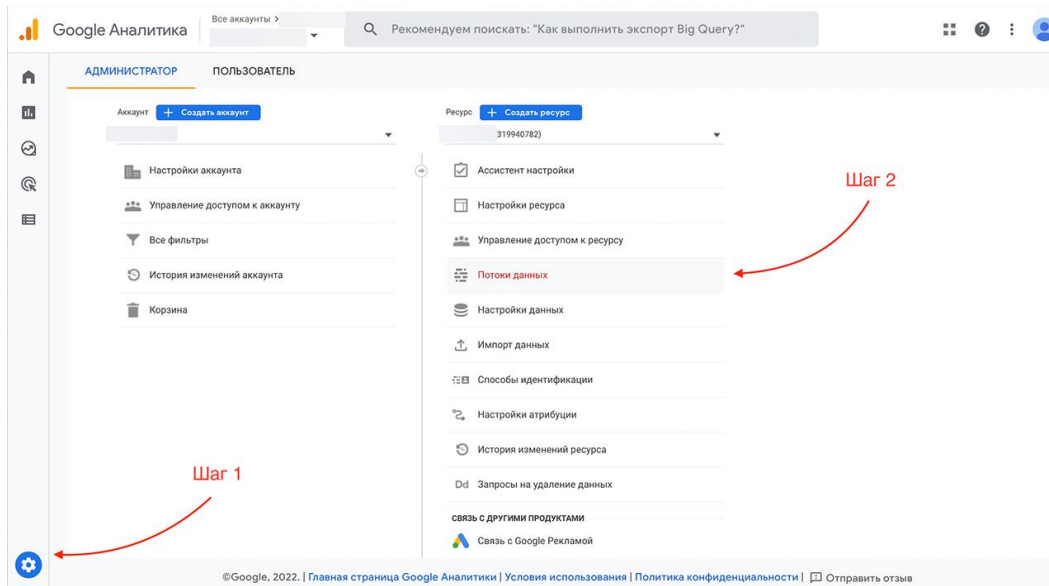 Google Аналитика
Все аккаунты >
Рекомендуем поискать: "Как выполнить экспорт Big Query?"
АДМИНИСТРАТОР ПОЛЬЗОВАТЕЛЬ
Аккаунт + Создать аккаунт
Ресурс + Создать ресурс
319940782)
Настройки аккаунта
Управление доступом к аккаунту
Все фильтры
История изменений аккаунта
Корзина
Ассистент настройки
Настройки ресурса
Управление доступом к ресурсу
Потоки данных
Настройки данных
Импорт данных
Способы идентификации
Настройки атрибуции
История изменений ресурса
Dd Запросы на удаление данных
СВЯЗЬ С ДРУГИМИ ПРОДУКТАМИ
Связь с Google Рекламой
Шаг 1
Шаг 2
©Google, 2022. | Главная страница Google Аналитики | Условия использования | Политика конфиденциальности | Отправить отзыв